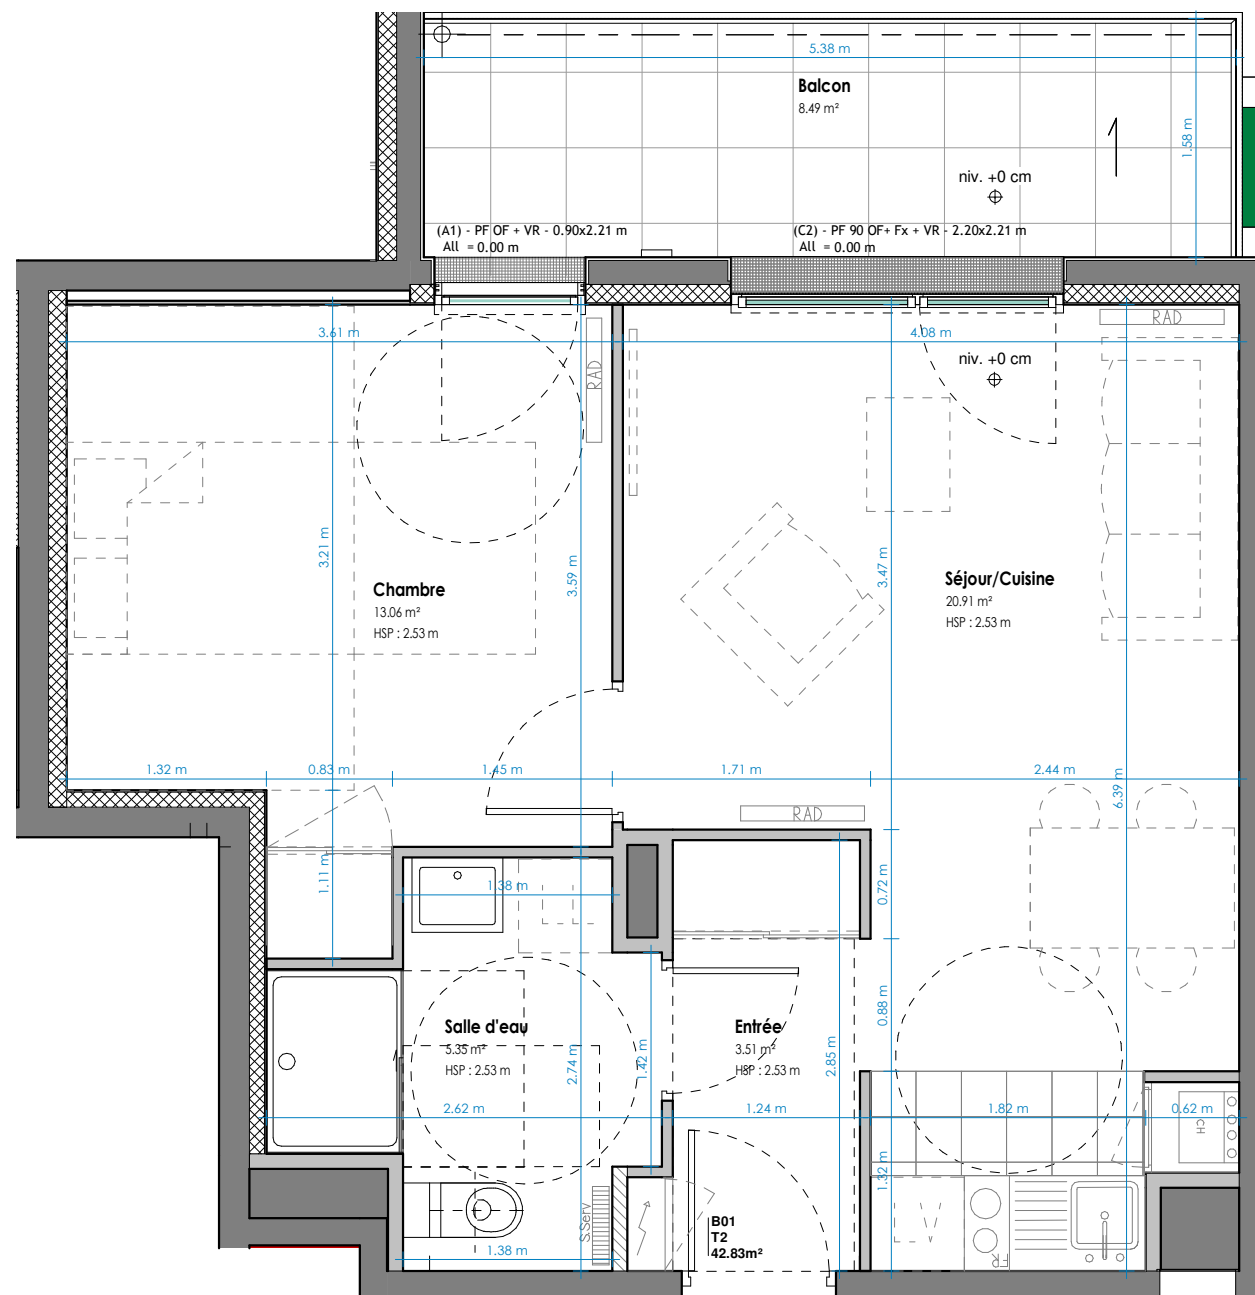 5.38 m
Balcon
8.49 m²
1.58 m
niv. +0 cm
(A1) - PF OF + VR - 0.90x2.21 m
All = 0.00 m
(C2) - PF 90 OF+ Fx + VR - 2.20x2.21 m
All = 0.00 m
RAD
3.61 m
4.08 m
niv. +0 cm
RAD
3.21 m
3.59 m
3.47 m
Chambre
13.06 m²
HSP : 2.53 m
Séjour/Cuisine
20.91 m²
HSP : 2.53 m
1.32 m
0.83 m
1.45 m
1.71 m
2.44 m
6.39 m
RAD
1.11 m
1.38 m
0.72 m
0.88 m
Salle d'eau
5.35 m²
HSP : 2.53 m
2.74 m
1.42 m
Entrée
3.51 m²
HSP : 2.53 m
2.85 m
2.62 m
1.24 m
1.82 m
0.62 m
CH
1.32 m
S.Serv
LV
FR
B01
T2
42.83m²
1.38 m